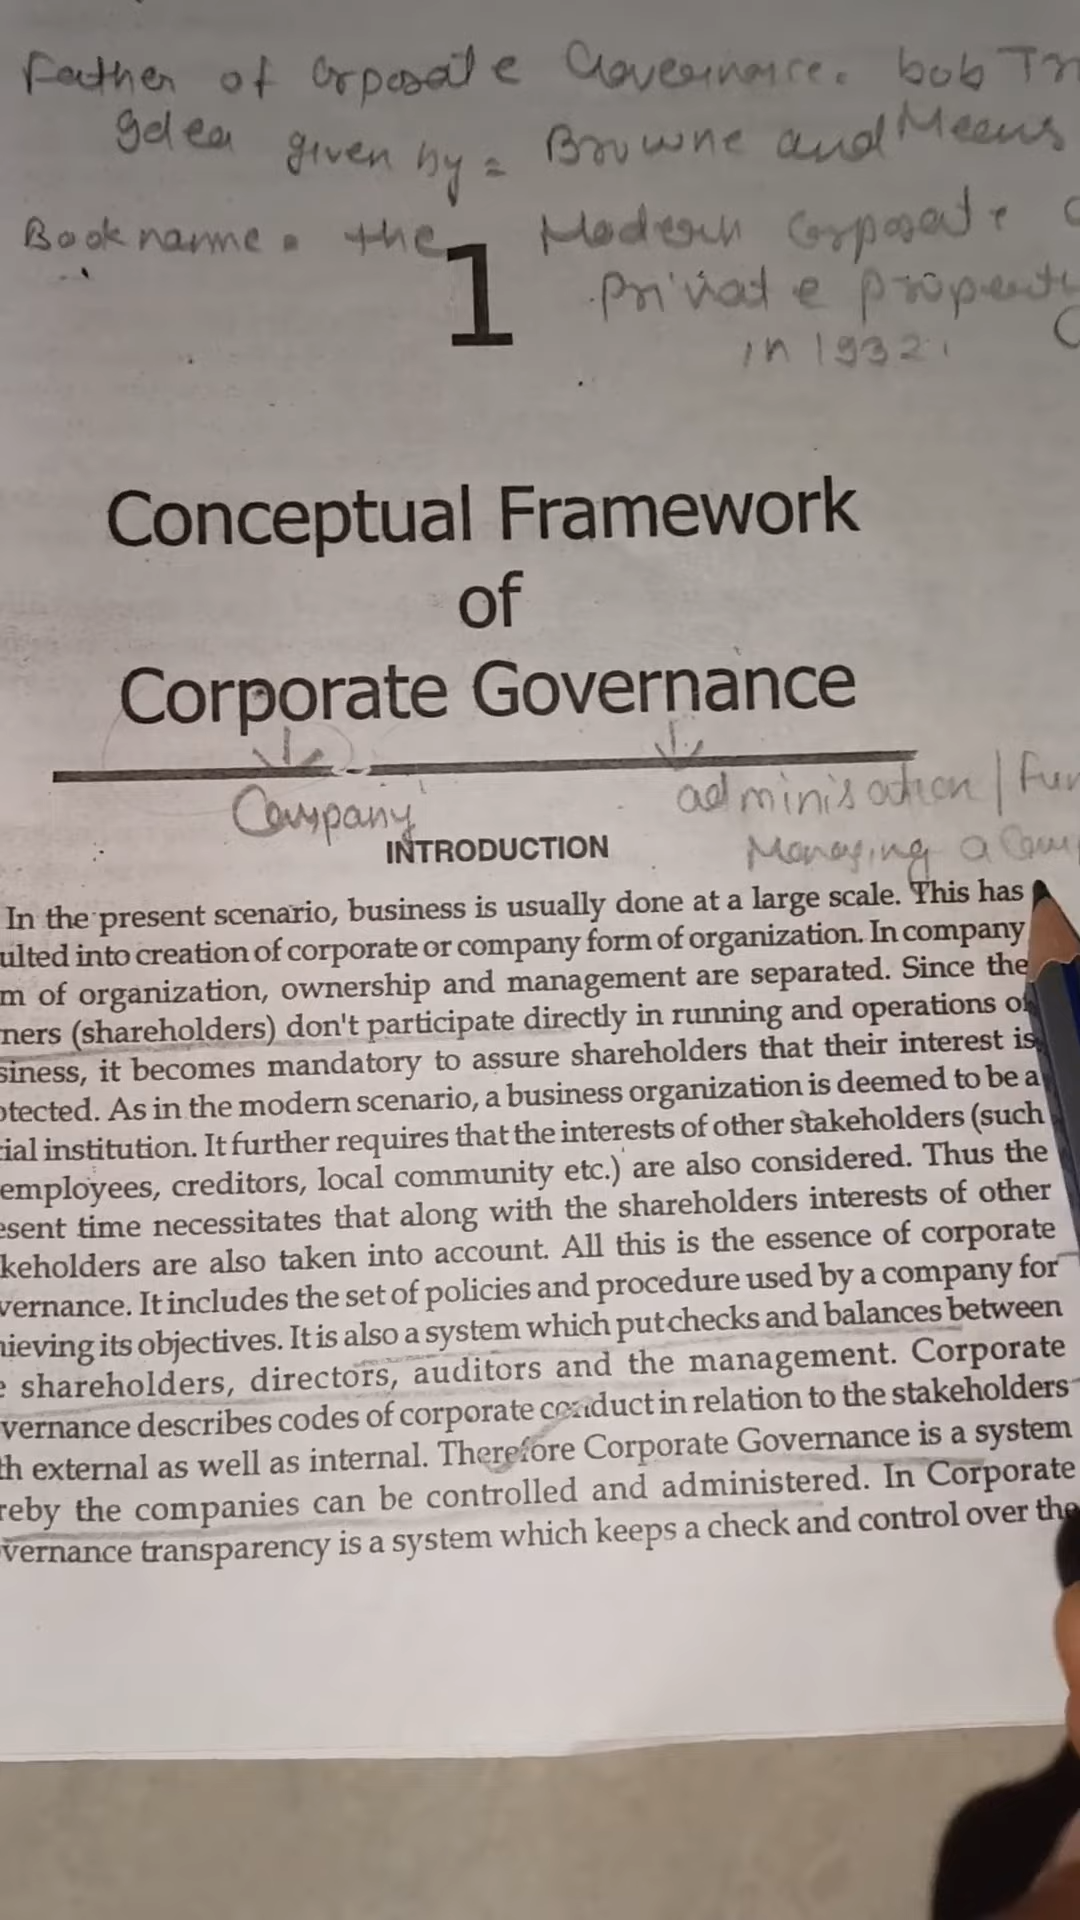 Father of Corporate Governance. bob
Idea given by = Browne and Means
Book name = the Modern Corporate
private property
in 1932.
1
Conceptual Framework
of
Corporate Governance
Company
adminisation /
INTRODUCTION
Managing a
In the present scenario, business is usually done at a large scale. This has
ulted into creation of corporate or company form of organization. In company
m of organization, ownership and management are separated. Since the
ners (shareholders) don't participate directly in running and operations of
siness, it becomes mandatory to assure shareholders that their interest is
otected. As in the modern scenario, a business organization is deemed to be a
cial institution. It further requires that the interests of other stakeholders (such
employees, creditors, local community etc.) are also considered. Thus the
esent time necessitates that along with the shareholders interests of other
keholders are also taken into account. All this is the essence of corporate
vernance. It includes the set of policies and procedure used by a company for
hieving its objectives. It is also a system which put checks and balances between
e shareholders, directors, auditors and the management. Corporate
vernance describes codes of corporate conduct in relation to the stakeholders
th external as well as internal. Therefore Corporate Governance is a system
reby the companies can be controlled and administered. In Corporate
vernance transparency is a system which keeps a check and control over the